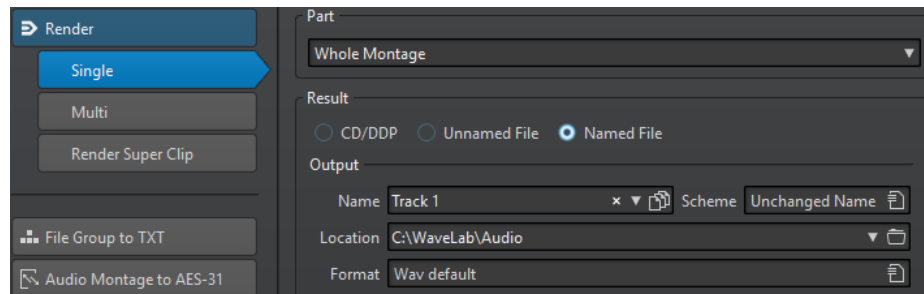 Render
Single
Multi
Render Super Clip
File Group to TXT
Audio Montage to AES-31
Part
Whole Montage
Result
CD/DDP Unnamed File Named File
Output
Name Track 1 Scheme Unchanged Name
Location C:\WaveLab\Audio
Format Wav default